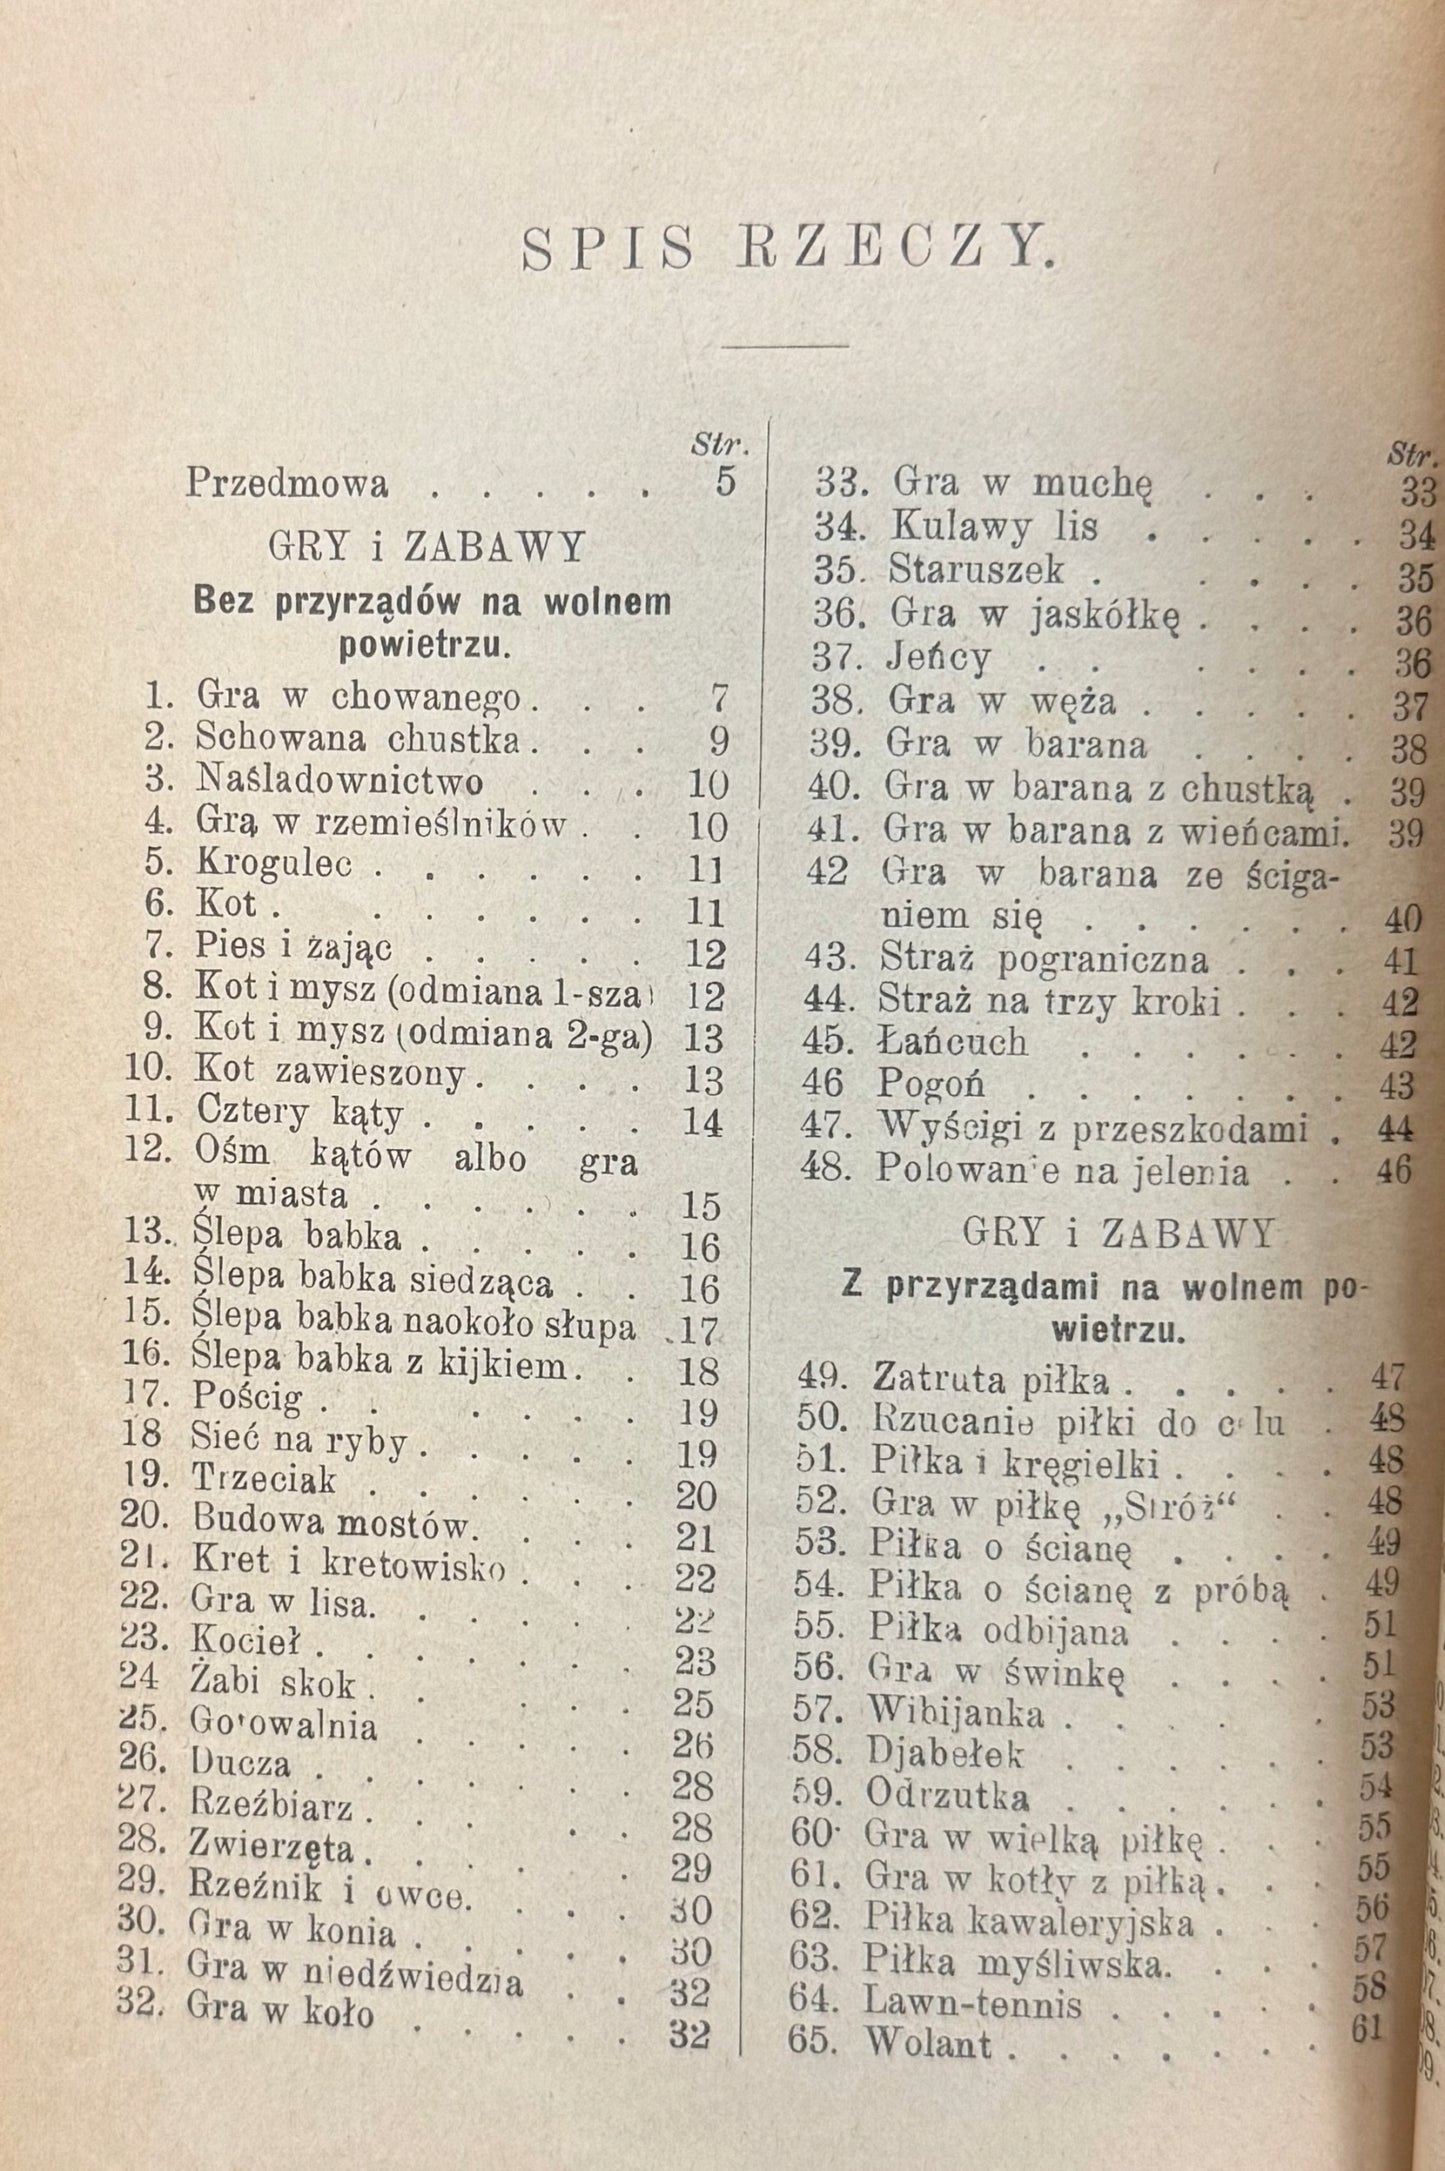 SPIS RZECZY.
Str.
Przedmowa . . . . . 5
GRY i ZABAWY
Bez przyrządów na wolnem
powietrzu.
1. Gra w chowanego . . . 7
2. Schowana chustka . . . 9
3. Naśladownictwo . . . 10
4. Grą w rzemieślników . . 10
5. Krogulec . . . . . . 11
6. Kot . . . . . . . 11
7. Pies i zając . . . . . 12
8. Kot i mysz (odmiana 1-sza) 12
9. Kot i mysz (odmiana 2-ga) 13
10. Kot zawieszony . . . . 13
11. Cztery kąty . . . . . 14
12. Ośm kątów albo gra
w miasta . . . . . . 15
13. Ślepa babka . . . . . 16
14. Ślepa babka siedząca . . 16
15. Ślepa babka naokoło słupa . 17
16. Ślepa babka z kijkiem . . 18
17. Pościg . . . . . . 19
18 Sieć na ryby . . . . . 19
19. Trzeciak . . . . . . 20
20. Budowa mostów . . . . 21
21. Kret i kretowisko . . . 22
22. Gra w lisa . . . . . . 22
23. Kocieł . . . . . . . 23
24 Żabi skok . . . . . 25
25. Gotowalnia . . . . . 26
26. Ducza . . . . . . 28
27. Rzeźbiarz . . . . . 28
28. Zwierzęta . . . . . 29
29. Rzeźnik i owce . . . . 30
30. Gra w konia . . . . . 30
31. Gra w niedźwiedzia . . 32
32. Gra w koło . . . . . 32
Str.
33. Gra w muchę . . . 33
34. Kulawy lis . . . . . 34
35. Staruszek . . . . . 35
36. Gra w jaskółkę . . . . 36
37. Jeńcy . . . . . . 36
38. Gra w węża . . . . . 37
39. Gra w barana . . . . 38
40. Gra w barana z chustką . 39
41. Gra w barana z wieńcami. 39
42 Gra w barana ze ściga-
niem się . . . . . . 40
43. Straż pograniczna . . . 41
44. Straż na trzy kroki . . . 42
45. Łańcuch . . . . . . 42
46 Pogoń . . . . . . . 43
47. Wyścigi z przeszkodami . 44
48. Polowanie na jelenia . . 46
GRY i ZABAWY
Z przyrządami na wolnem po-
wietrzu.
49. Zatruta piłka . . . . . 47
50. Rzucanie piłki do celu . 48
51. Piłka i kręgielki . . . . 48
52. Gra w piłkę „Stróż“ . . 48
53. Piłka o ścianę . . . . 49
54. Piłka o ścianę z próbą . 49
55. Piłka odbijana . . . . 51
56. Gra w świnkę . . . . 51
57. Wibijanka . . . . . 53
58. Djabełek . . . . . . 53
59. Odrzutka . . . . . . 54
60. Gra w wielką piłkę . . . 55
61. Gra w kotły z piłką . . . 55
62. Piłka kawaleryjska . . . 56
63. Piłka myśliwska. . . . 57
64. Lawn-tennis . . . . . 58
65. Wolant . . . . . . . 61